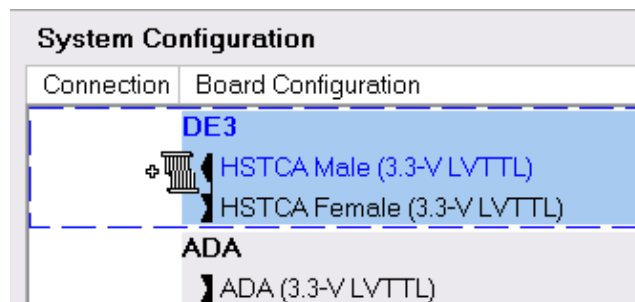 System Configuration
Connection Board Configuration
DE3
HSTCA Male (3.3-V LVTTL)
HSTCA Female (3.3-V LVTTL)
ADA
ADA (3.3-V LVTTL)